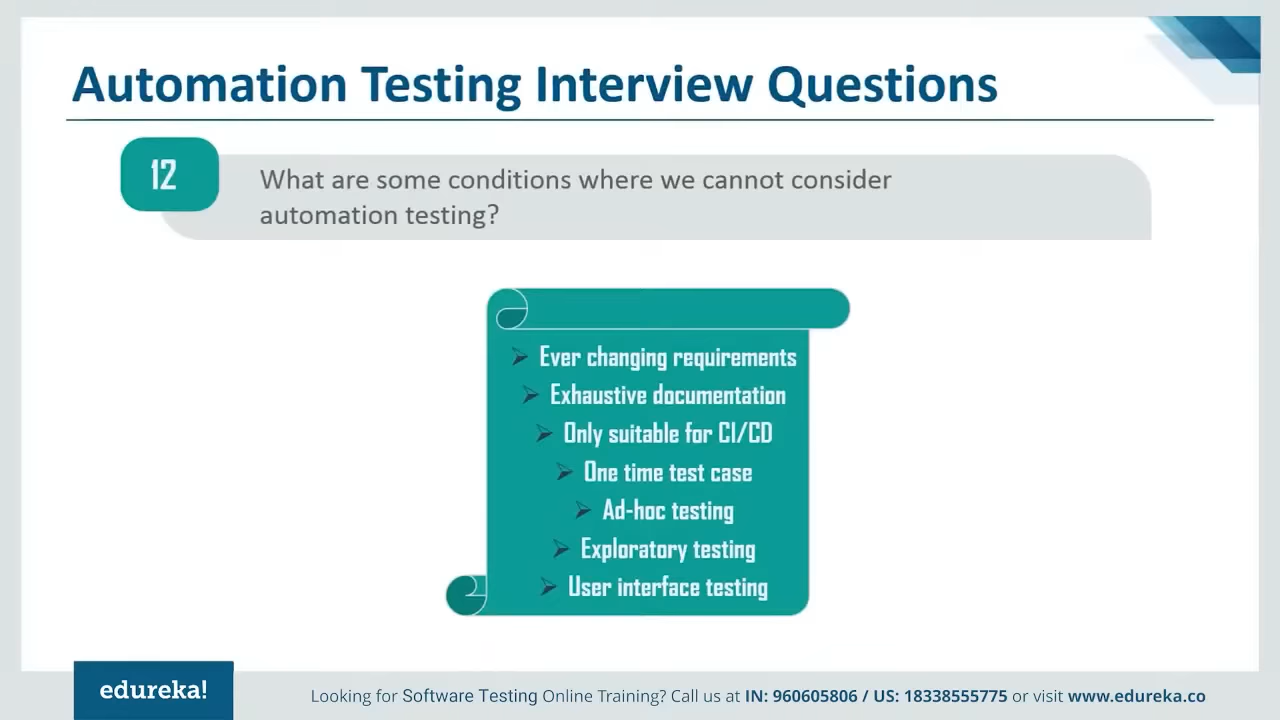 Automation Testing Interview Questions
12
What are some conditions where we cannot consider
automation testing?
Ever changing requirements
Exhaustive documentation
Only suitable for CI/CD
One time test case
Ad-hoc testing
Exploratory testing
User interface testing
edureka!
Looking for Software Testing Online Training? Call us at IN: 960605806 / US: 18338555775 or visit www.edureka.co